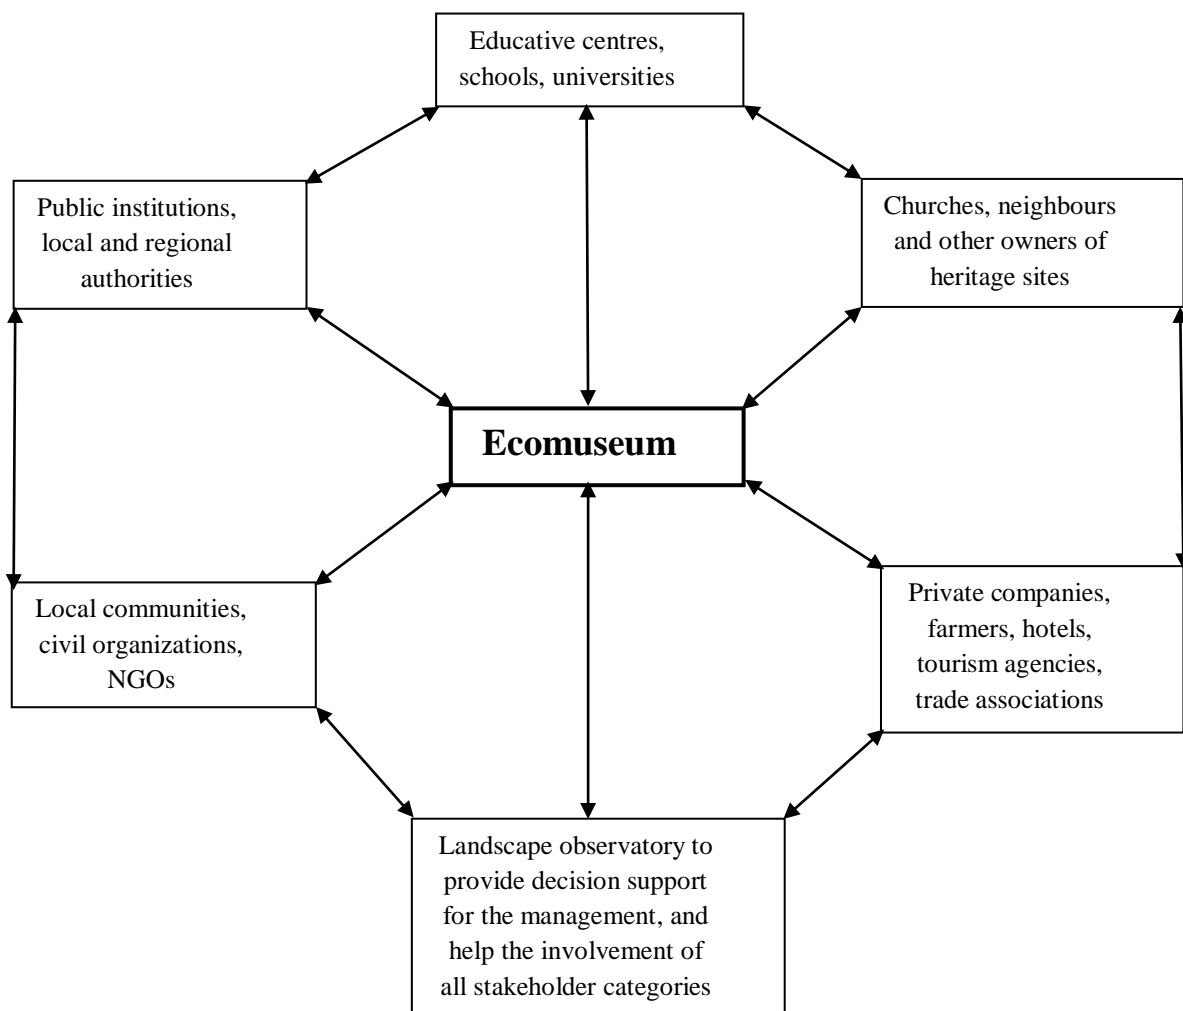 Educative centres,
schools, universities
Public institutions,
local and regional
authorities
Churches, neighbours
and other owners of
heritage sites
Ecomuseum
Local communities,
civil organizations,
NGOs
Private companies,
farmers, hotels,
tourism agencies,
trade associations
Landscape observatory to
provide decision support
for the management, and
help the involvement of
all stakeholder categories